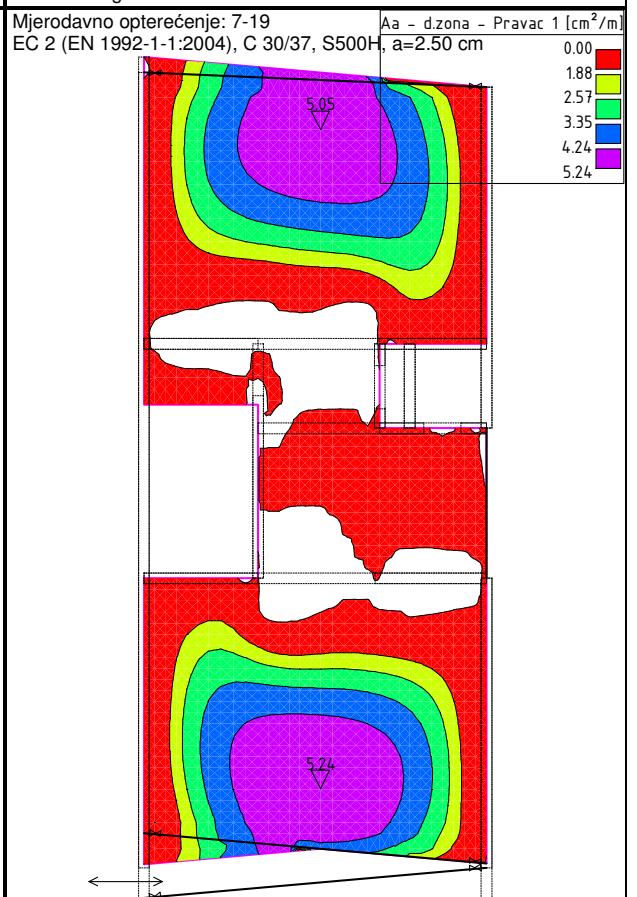 Mjerodavno opterećenje: 7-19
EC 2 (EN 1992-1-1:2004), C 30/37, S500H, a=2.50 cm
Aa - d.zona - Pravac 1 [cm²/m]
0.00
1.88
2.57
3.35
4.24
5.24
5.05
5.24